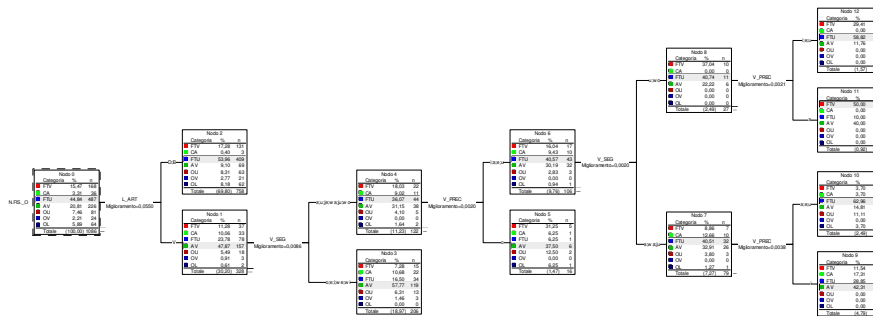 N.RS._O
Nodo 0
Categoria % n
FTV 15,47 168
CA 3,31 36
FTU 44,84 487
AV 20,81 226
OU 7,46 81
OV 2,21 24
OL 5,89 64
Totale (100,00) 1086
L_ART
Miglioramento=0,0550
Nodo 2
Categoria % n
FTV 17,28 131
CA 0,40 3
FTU 53,96 409
AV 9,10 69
OU 8,31 63
OV 2,77 21
OL 8,18 62
Totale (69,80) 758
Nodo 1
Categoria % n
FTV 11,28 37
CA 10,06 33
FTU 23,78 78
AV 47,87 157
OU 5,49 18
OV 0,91 3
OL 0,61 2
Totale (30,20) 328
V_SEG
Nodo 4
Categoria % n
FTV 18,03 22
CA 9,02 11
FTU 36,07 44
AV 31,15 38
OU 4,10 5
OV 0,00 0
OL 1,64 2
Totale (11,23) 122
Nodo 3
Categoria % n
FTV 7,28 15
CA 10,68 22
FTU 16,50 34
AV 57,77 119
OU 6,31 13
OV 1,46 3
OL 0,00 0
Totale (18,97) 206
V_PREC
Miglioramento=0,0020
Nodo 6
Categoria % n
FTV 16,04 17
CA 9,43 10
FTU 40,57 43
AV 30,19 32
OU 2,83 3
OV 0,00 0
OL 0,94 1
Totale (9,76) 106
Nodo 5
Categoria % n
FTV 31,25 5
CA 6,25 1
FTU 6,25 1
AV 37,50 6
OU 12,50 2
OV 0,00 0
OL 6,25 1
Totale (1,47) 16
V_SEG
Miglioramento=0,0020
Nodo 8
Categoria % n
FTV 37,04 10
CA 0,00 0
FTU 40,74 11
AV 22,22 6
OU 0,00 0
OV 0,00 0
OL 0,00 0
Totale (2,49) 27
Nodo 7
Categoria % n
FTV 8,86 7
CA 12,66 10
FTU 40,51 32
AV 32,91 26
OU 3,80 3
OV 0,00 0
OL 1,27 1
Totale (7,27) 79
V_PREC
Miglioramento=0,0021
V_PREC
Miglioramento=0,0038
Nodo 12
Categoria %
FTV 29,41
CA 0,00
FTU 58,82
AV 11,76
OU 0,00
OV 0,00
OL 0,00
Totale (1,57)
Nodo 11
Categoria %
FTV 50,00
CA 0,00
FTU 10,00
AV 40,00
OU 0,00
OV 0,00
OL 0,00
Totale (0,92)
Nodo 10
Categoria %
FTV 3,70
CA 3,70
FTU 62,96
AV 14,81
OU 11,11
OV 0,00
OL 3,70
Totale (2,49)
Nodo 9
Categoria %
FTV 11,54
CA 17,31
FTU 28,85
AV 42,31
OU 0,00
OV 0,00
OL 0,00
Totale (4,79)